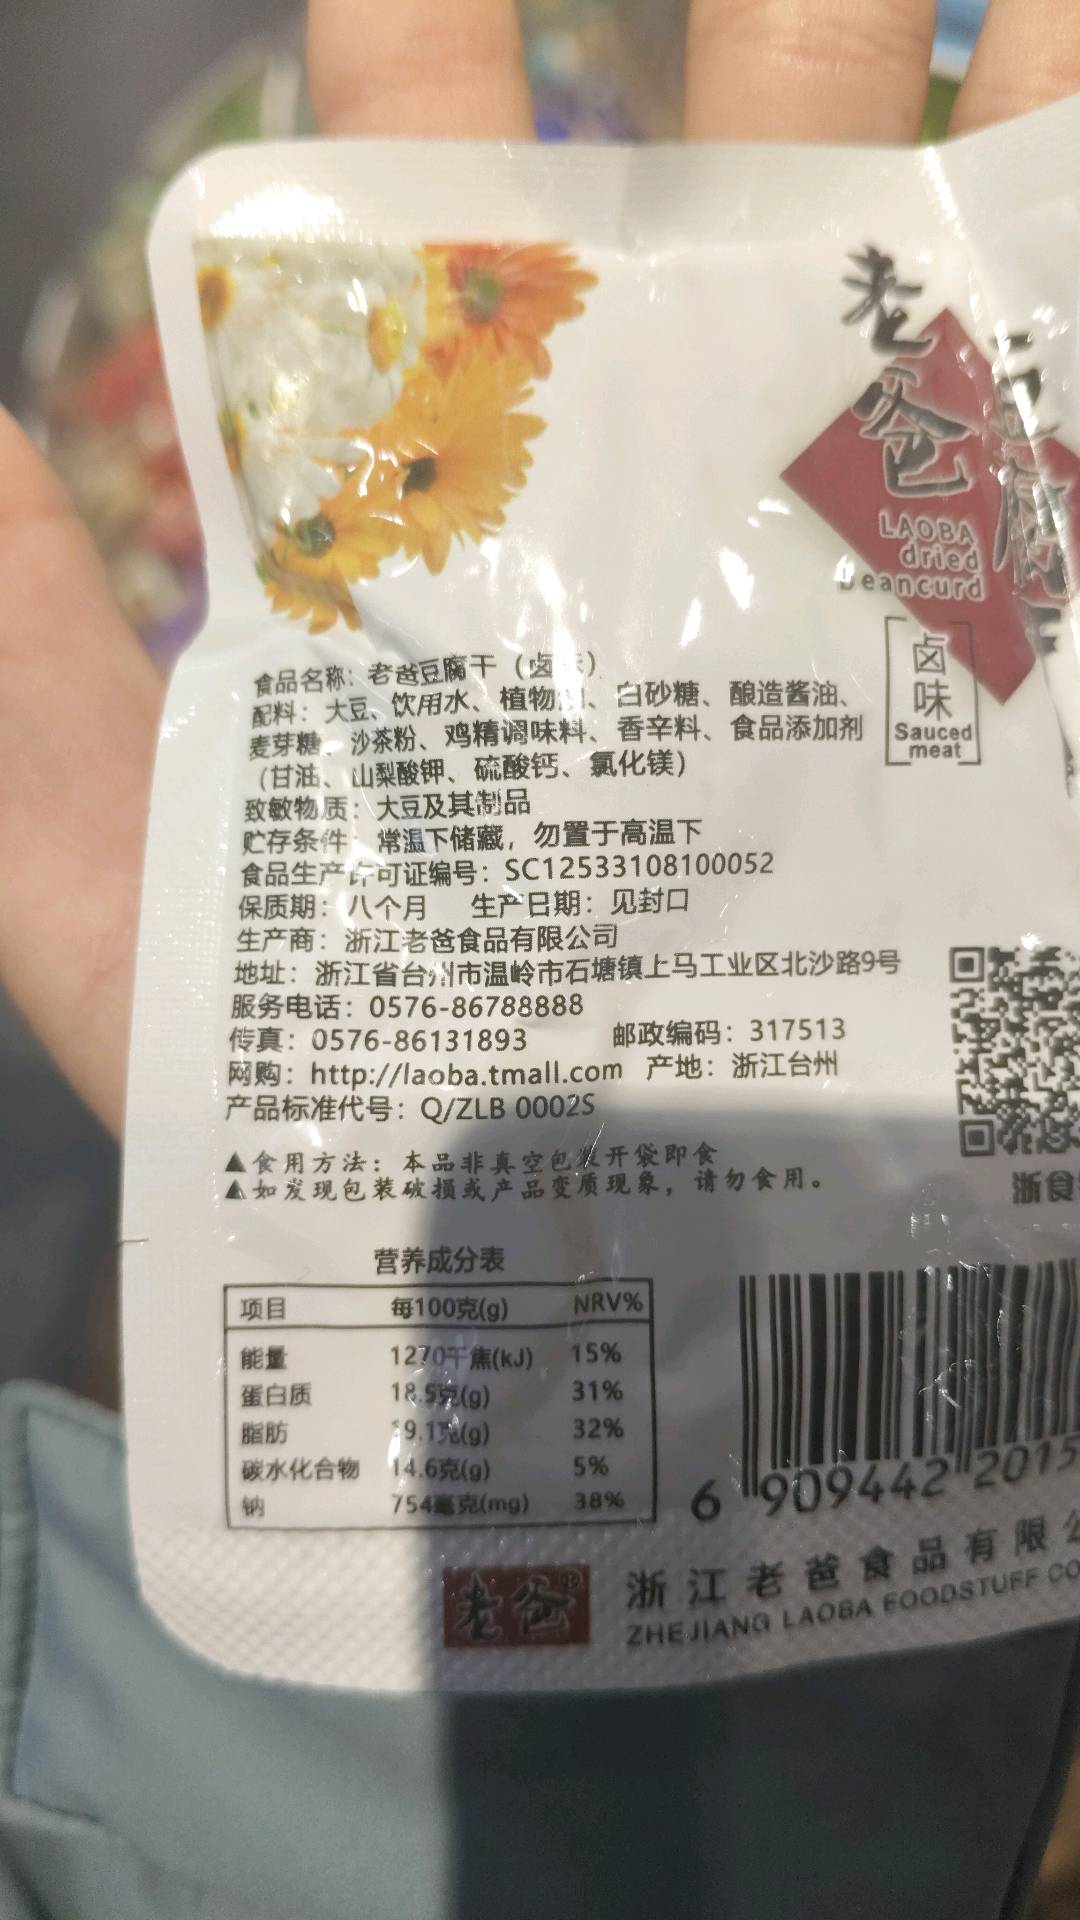 老爸
豆腐干
LAOBA
dried
beancurd
卤味
Sauced
meat
食品名称：老爸豆腐干（卤味）
配料：大豆、饮用水、植物油、白砂糖、酿造酱油、
麦芽糖、沙茶粉、鸡精调味料、香辛料、食品添加剂
（甘油、山梨酸钾、硫酸钙、氯化镁）
致敏物质：大豆及其制品
贮存条件：常温下储藏，勿置于高温下
食品生产许可证编号：SC12533108100052
保质期：八个月 生产日期：见封口
生产商：浙江老爸食品有限公司
地址：浙江省台州市温岭市石塘镇上马工业区北沙路9号
服务电话：0576-86788888
传真：0576-86131893 邮政编码：317513
网购：http://laoba.tmall.com 产地：浙江台州
产品标准代号：Q/ZLB 0002S
浙食
▲食用方法：本品非真空包装开袋即食
▲如发现包装破损或产品变质现象，请勿食用。
营养成分表
项目 每100克(g) NRV%
能量 1270千焦(kJ) 15%
蛋白质 18.5克(g) 31%
脂肪 19.1克(g) 32%
碳水化合物 14.6克(g) 5%
钠 754毫克(mg) 38%
6 909442 2015
老爸®
浙江老爸食品有限公
ZHEJIANG LAOBA FOODSTUFF CO